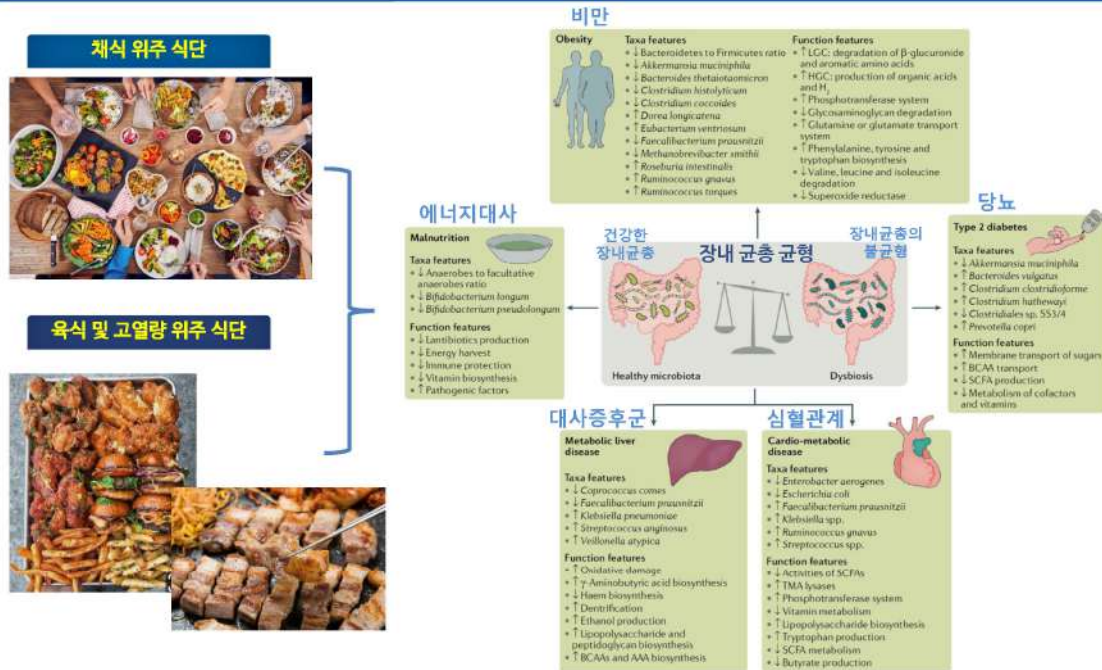 채식 위주 식단
육식 및 고열량 위주 식단
비만
Obesity
Taxa features
• ↓Bacteroidetes to Firmicutes ratio
• ↓Akkermansia muciniphila
• ↓Bacteroides thetaiotaomicron
• ↓Clostridium histolyticum
• ↓Clostridium coccoides
• ↑Dorea longicatena
• ↑Eubacterium ventriosum
• ↓Faecalibacterium prausnitzii
• ↓Methanobrevibacter smithii
• ↑Roseburia intestinalis
• ↑Ruminococcus gnavus
• ↑Ruminococcus torques
Function features
• ↑LGC: degradation of β-glucuronide
and aromatic amino acids
• ↑HGC: production of organic acids
and H2
• ↑Phosphotransferase system
• ↓Glycosaminoglycan degradation
• ↑Glutamine or glutamate transport
system
• ↑Phenylalanine, tyrosine and
tryptophan biosynthesis
• ↓Valine, leucine and isoleucine
degradation
• ↓Superoxide reductase
에너지대사
Malnutrition
Taxa features
• ↓Anaerobes to facultative
anaerobes ratio
• ↓Bifidobacterium longum
• ↓Bifidobacterium pseudolongum
Function features
• ↓Lantibiotics production
• ↓Energy harvest
• ↓Immune protection
• ↓Vitamin biosynthesis
• ↑Pathogenic factors
건강한
장내균총
장내 균총 균형
장내균총의
불균형
Healthy microbiota
Dysbiosis
당뇨
Type 2 diabetes
Taxa features
• ↓Akkermansia muciniphila
• ↑Bacteroides vulgatus
• ↑Clostridium clostridioforme
• ↑Clostridium hathewayi
• ↓Clostridiales sp. SS3/4
• ↑Prevotella copri
Function features
• ↑Membrane transport of sugars
• ↑BCAA transport
• ↓SCFA production
• ↓Metabolism of cofactors
and vitamins
대사증후군
Metabolic liver
disease
Taxa features
• ↓Coprococcus comes
• ↓Faecalibacterium prausnitzii
• ↑Klebsiella pneumoniae
• ↑Streptococcus anginosus
• ↑Veillonella atypica
Function features
• ↑Oxidative damage
• ↑γ-Aminobutyric acid biosynthesis
• ↓Haem biosynthesis
• ↑Dentrification
• ↑Ethanol production
• ↑Lipopolysaccharide and
peptidoglycan biosynthesis
• ↑BCAAs and AAA biosynthesis
심혈관계
Cardio-metabolic
disease
Taxa features
• ↓Enterobacter aerogenes
• ↓Escherichia coli
• ↑Faecalibacterium prausnitzii
• ↑Klebsiella spp.
• ↑Ruminococcus gnavus
• ↑Streptococcus spp.
Function features
• ↓Activities of SCFAs
• ↑TMA lysases
• ↑Phosphotransferase system
• ↓Vitamin metabolism
• ↑Lipopolysaccharide biosynthesis
• ↑Tryptophan production
• ↓SCFA metabolism
• ↓Butyrate production